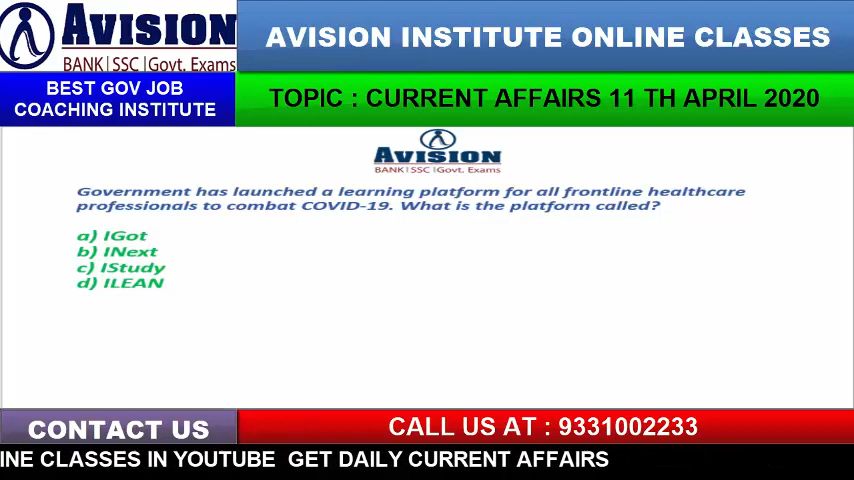 AVISION
BANK|SSC|Govt. Exams
AVISION INSTITUTE ONLINE CLASSES
BEST GOV JOB
COACHING INSTITUTE
TOPIC : CURRENT AFFAIRS 11 TH APRIL 2020
AVISION
BANK|SSC|Govt. Exams
Government has launched a learning platform for all frontline healthcare
professionals to combat COVID-19. What is the platform called?
a) IGot
b) INext
c) IStudy
d) ILEAN
CONTACT US
CALL US AT : 9331002233
INE CLASSES IN YOUTUBE GET DAILY CURRENT AFFAIRS